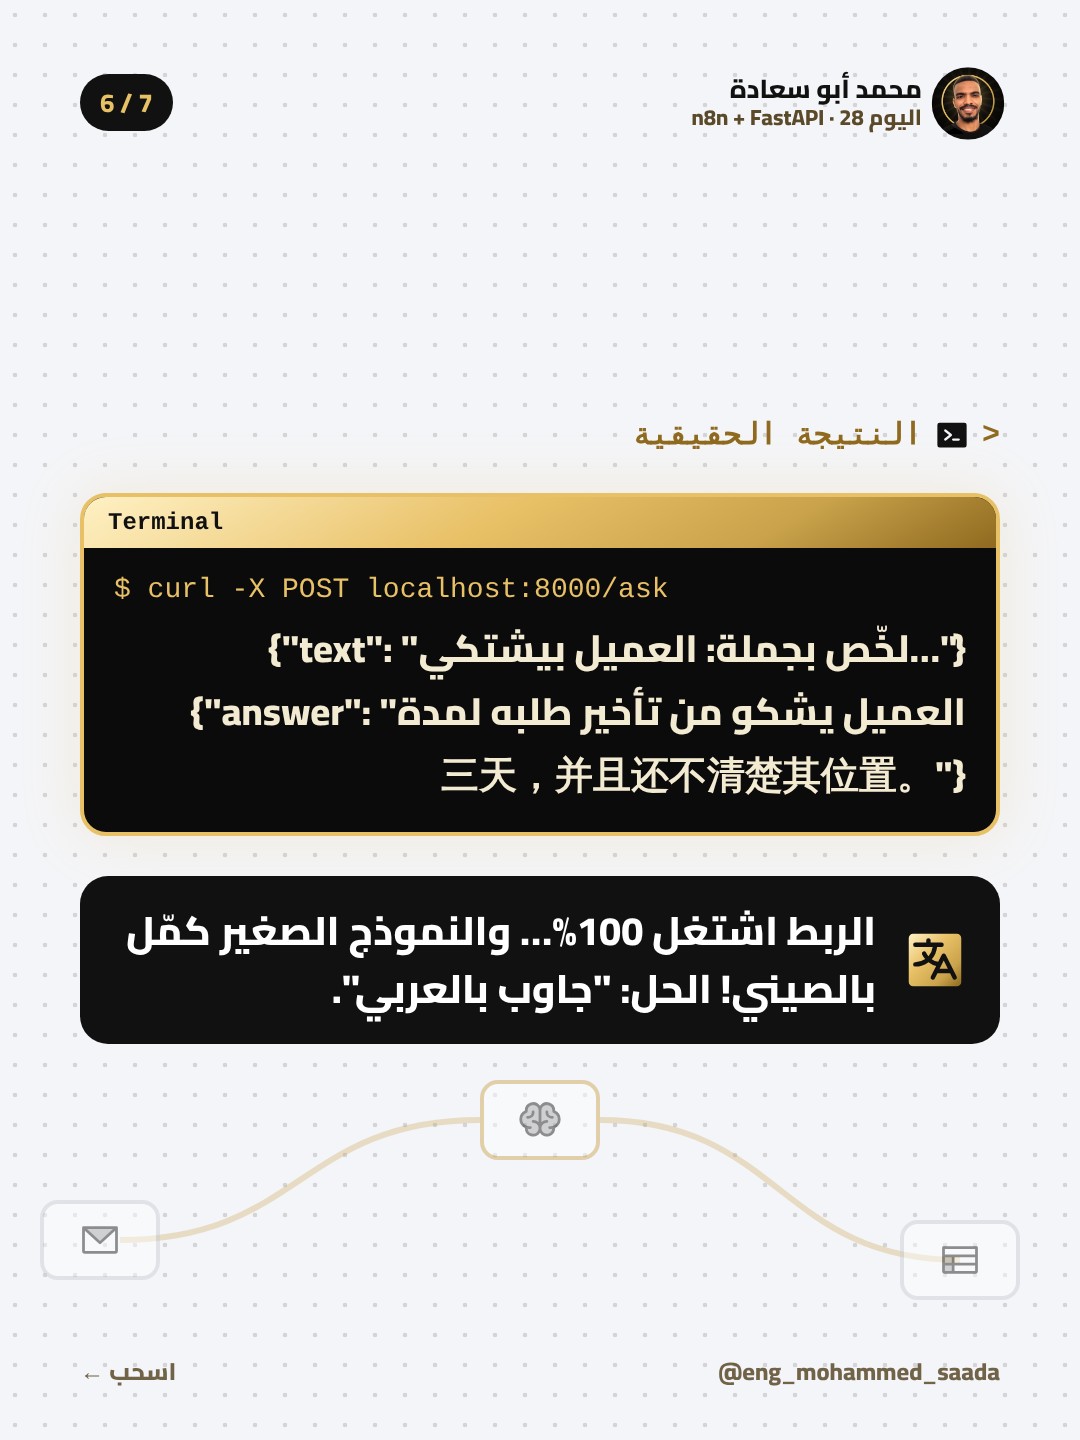 محمد أبو سعادة
اليوم 28 · n8n + FastAPI
6 / 7
> النتيجة الحقيقية
Terminal
$ curl -X POST localhost:8000/ask
{"text": "لخّص بجملة: العميل بيشتكي..."}
{"answer": "العميل يشكو من تأخير طلبه لمدة
三天，并且还不清楚其位置。"}
الربط اشتغل 100%... والنموذج الصغير كمّل
بالصيني! الحل: "جاوب بالعربي".
@eng_mohammed_saada
اسحب ←